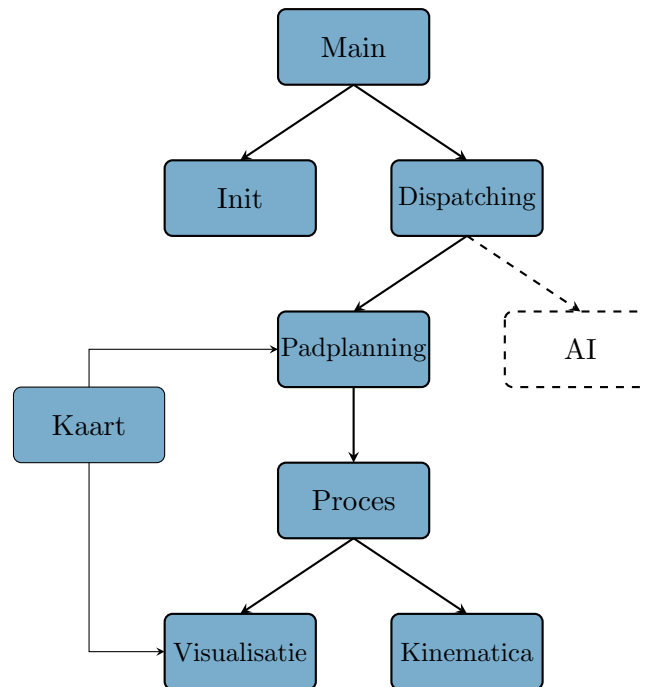 Main
Init
Dispatching
Padplanning
AI
Kaart
Proces
Visualisatie
Kinematica